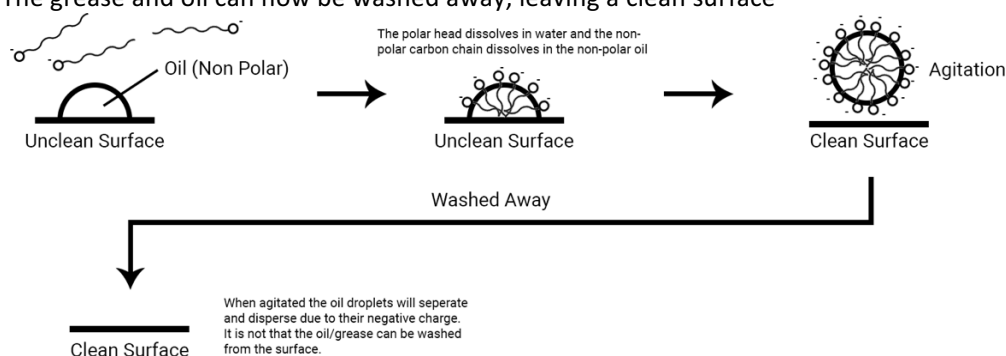 The grease and oil can now be washed away, leaving a clean surface
The polar head dissolves in water and the non-
polar carbon chain dissolves in the non-polar oil
Oil (Non Polar)
Agitation
Unclean Surface
Unclean Surface
Clean Surface
Washed Away
When agitated the oil droplets will seperate
and disperse due to their negative charge.
It is not that the oil/grease can be washed
from the surface.
Clean Surface